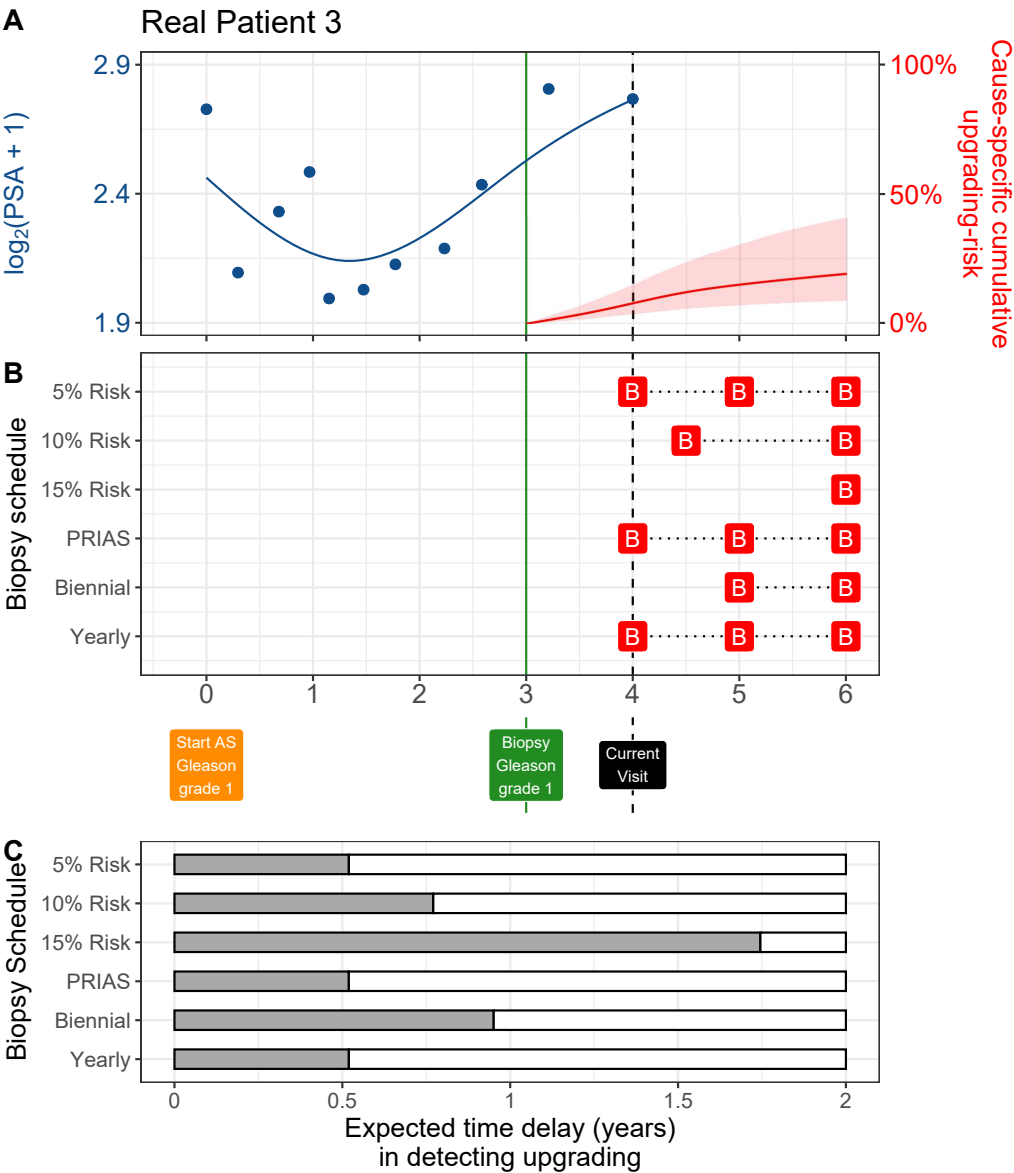 A
Real Patient 3
log₂(PSA + 1)
2.9
2.4
1.9
100%
50%
0%
Cause-specific cumulative
upgrading-risk
B
Biopsy schedule
5% Risk
B B B
10% Risk
B B
15% Risk
B
PRIAS
B B B
Biennial
B B
Yearly
B B B
0 1 2 3 4 5 6
Start AS
Gleason
grade 1
Biopsy
Gleason
grade 1
Current
Visit
C
Biopsy Schedule
5% Risk
10% Risk
15% Risk
PRIAS
Biennial
Yearly
0 0.5 1 1.5 2
Expected time delay (years)
in detecting upgrading